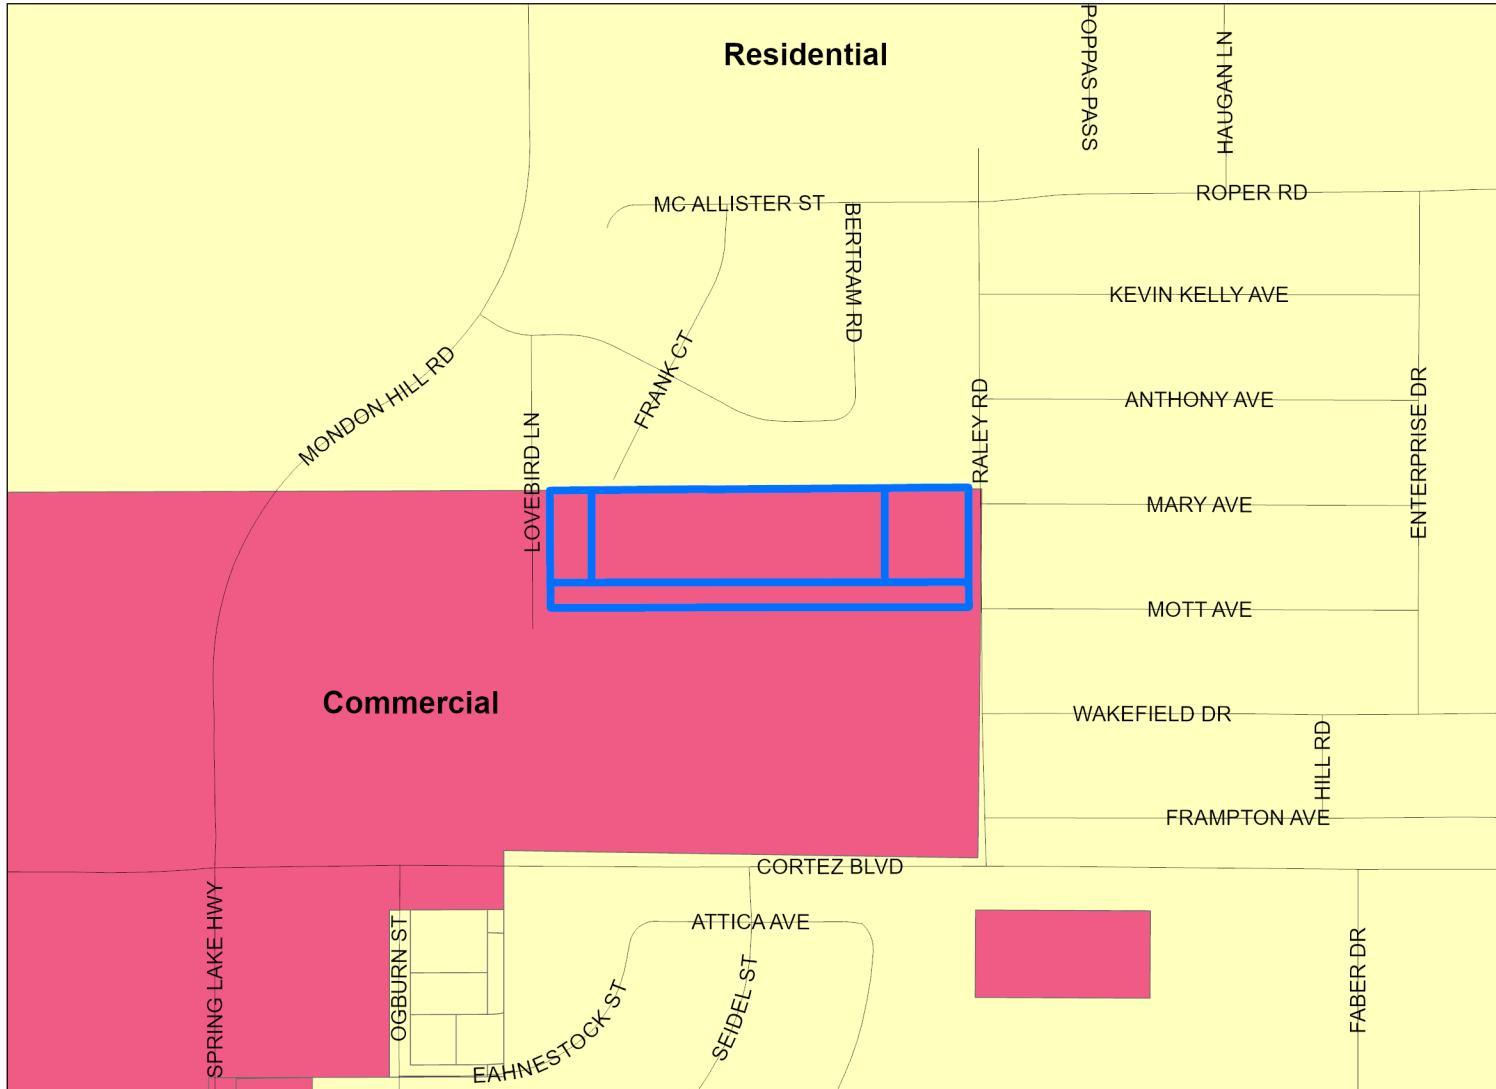 Residential
POPPAS PASS
HAUGAN LN
MC ALLISTER ST
ROPER RD
BERTRAM RD
KEVIN KELLY AVE
FRANK CT
MONDON HILL RD
ANTHONY AVE
RALEY RD
ENTERPRISE DR
LOVEBIRD LN
MARY AVE
MOTT AVE
Commercial
WAKEFIELD DR
HILL RD
FRAMPTON AVE
CORTEZ BLVD
SPRING LAKE HWY
OGBURN ST
ATTICA AVE
EAHNESTOCK ST
SEIDEL ST
FABER DR